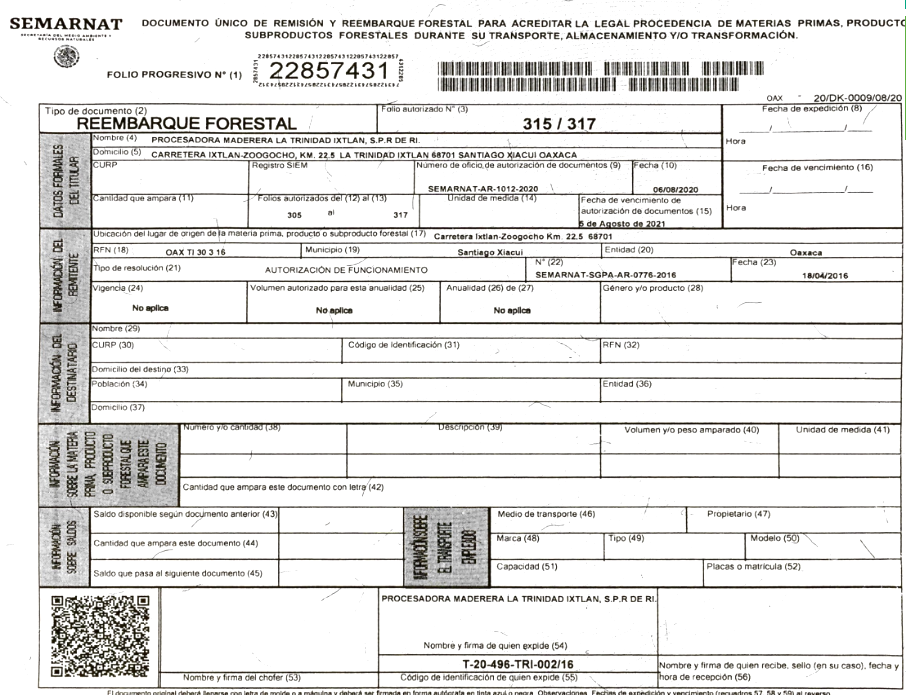 SEMARNAT
SECRETARÍA DEL MEDIO AMBIENTE Y
RECURSOS NATURALES
DOCUMENTO ÚNICO DE REMISIÓN Y REEMBARQUE FORESTAL PARA ACREDITAR LA LEGAL PROCEDENCIA DE MATERIAS PRIMAS, PRODUCTO
SUBPRODUCTOS FORESTALES DURANTE SU TRANSPORTE, ALMACENAMIENTO Y/O TRANSFORMACIÓN.
FOLIO PROGRESIVO N° (1) 22857431
OAX - 20/DK-0009/08/20
Tipo de documento (2) Folio autorizado N° (3) Fecha de expedición (8)
REEMBARQUE FORESTAL 315 / 317
DATOS FORMALES DEL TITULAR
Nombre (4) PROCESADORA MADERERA LA TRINIDAD IXTLAN, S.P.R DE RI.
Hora
Domicilio (5) CARRETERA IXTLAN-ZOOGOCHO, KM. 22.5 LA TRINIDAD IXTLAN 68701 SANTIAGO XIACUI OAXACA
CURP Registro SIEM Número de oficio de autorización de documentos (9) Fecha (10) Fecha de vencimiento (16)
SEMARNAT-AR-1012-2020 06/08/2020
Cantidad que ampara (11) Folios autorizados del (12) al (13) Unidad de medida (14) Fecha de vencimiento de
autorización de documentos (15) Hora
305 al 317 5 de Agosto de 2021
INFORMACIÓN DEL REMITENTE
Ubicación del lugar de origen de la materia prima, producto o subproducto forestal (17) Carretera Ixtlan-Zoogocho Km. 22.5 68701
RFN (18) OAX TI 30 3 16 Municipio (19) Santiago Xiacui Entidad (20) Oaxaca
Tipo de resolución (21) AUTORIZACIÓN DE FUNCIONAMIENTO N° (22) SEMARNAT-SGPA-AR-0776-2016 Fecha (23) 18/04/2016
Vigencia (24) Volumen autorizado para esta anualidad (25) Anualidad (26) de (27) Género y/o producto (28)
No aplica No aplica No aplica
INFORMACIÓN DEL DESTINATARIO
Nombre (29)
CURP (30) Código de Identificación (31) RFN (32)
Domicilio del destino (33)
Población (34) Municipio (35) Entidad (36)
Domicilio (37)
INFORMACIÓN SOBRE LA MATERIA PRIMA, PRODUCTO O SUBPRODUCTO FORESTAL QUE AMPARA ESTE DOCUMENTO
Número y/o cantidad (38) Descripción (39) Volumen y/o peso amparado (40) Unidad de medida (41)
Cantidad que ampara este documento con letra (42)
INFORMACIÓN SOBRE SALDOS
Saldo disponible según documento anterior (43)
Cantidad que ampara este documento (44)
Saldo que pasa al siguiente documento (45)
INFORMACIÓN SOBRE EL TRANSPORTE EMPLEADO
Medio de transporte (46) Propietario (47)
Marca (48) Tipo (49) Modelo (50)
Capacidad (51) Placas o matrícula (52)
PROCESADORA MADERERA LA TRINIDAD IXTLAN, S.P.R DE RI.
Nombre y firma de quien expide (54)
T-20-496-TRI-002/16
Nombre y firma del chofer (53) Código de identificación de quien expide (55) Nombre y firma de quien recibe, sello (en su caso), fecha y
hora de recepción (56)
El documento original deberá llenarse con letra de molde o a máquina y deberá ser firmada en forma autógrafa en tinta azul o negra. Observaciones. Fechas de expedición y vencimiento (recuadros 57, 58 y 59) al reverso